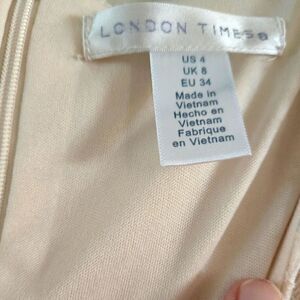 LONDON TIMES®
US 4
UK 8
EU 34
Made in
Vietnam
Hecho en
Vietnam
Fabrique
en Vietnam